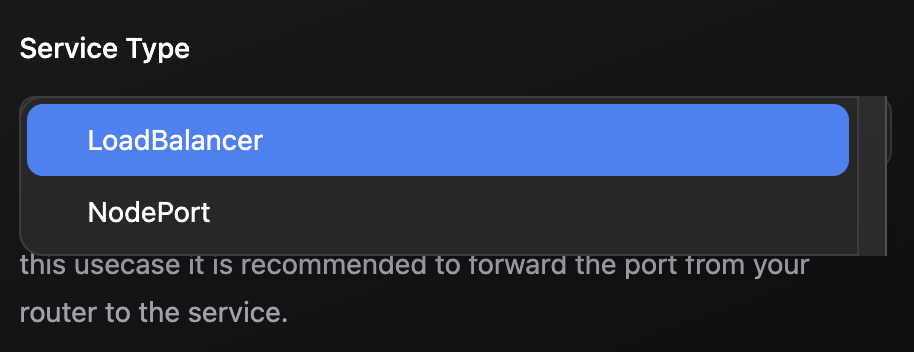 Service Type
LoadBalancer
NodePort
this usecase it is recommended to forward the port from your
router to the service.